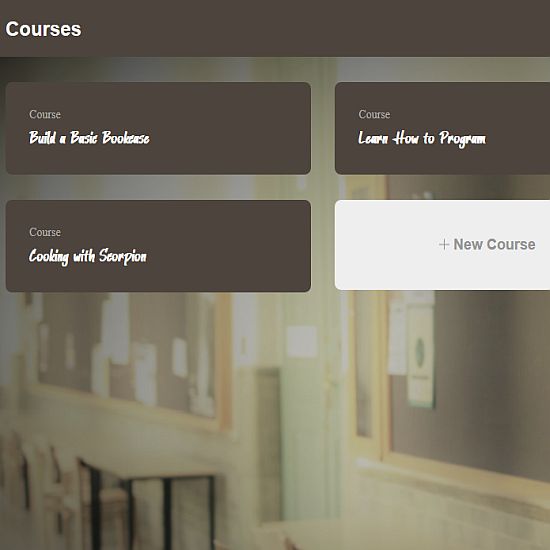 Courses
Course
Build a Basic Bookcase
Course
Learn How to Program
Course
Cooking with Scorpion
+ New Course